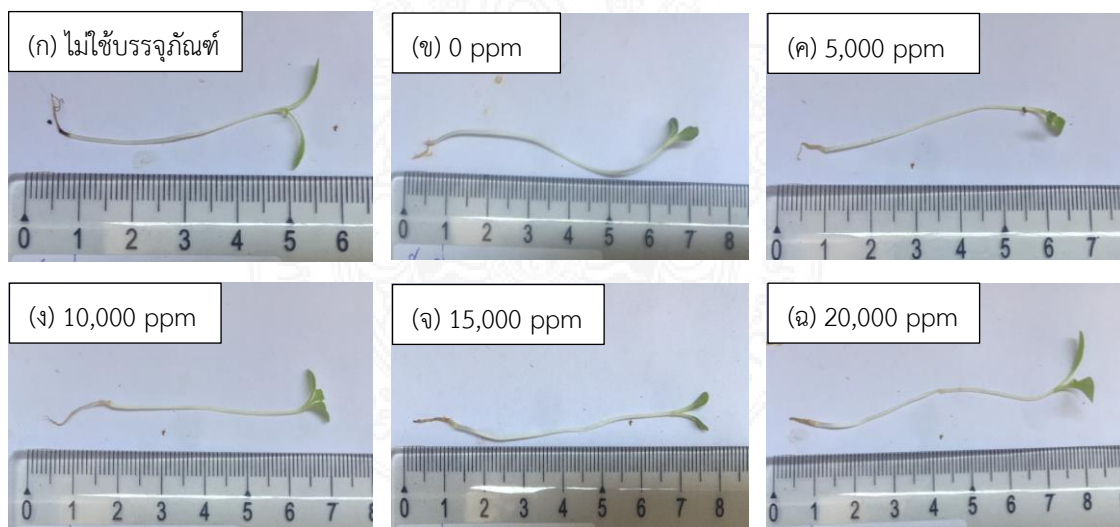 (ก) ไม่ใช้บรรจุภัณฑ์
(ข) 0 ppm
(ค) 5,000 ppm
0 1 2 3 4 5 6
0 1 2 3 4 5 6 7 8
0 1 2 3 4 5 6 7
(ง) 10,000 ppm
(จ) 15,000 ppm
(ฉ) 20,000 ppm
0 1 2 3 4 5 6 7 8
0 1 2 3 4 5 6 7 8
0 1 2 3 4 5 6 7 8